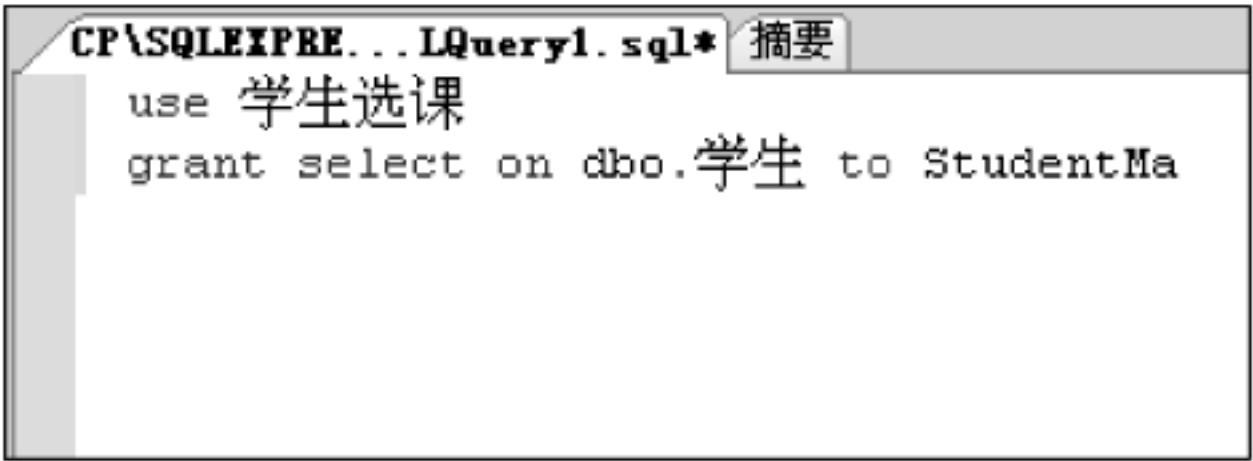 CP\SQLEXPRE...LQuery1.sql* 摘要
use 学生选课
grant select on dbo.学生 to StudentMa